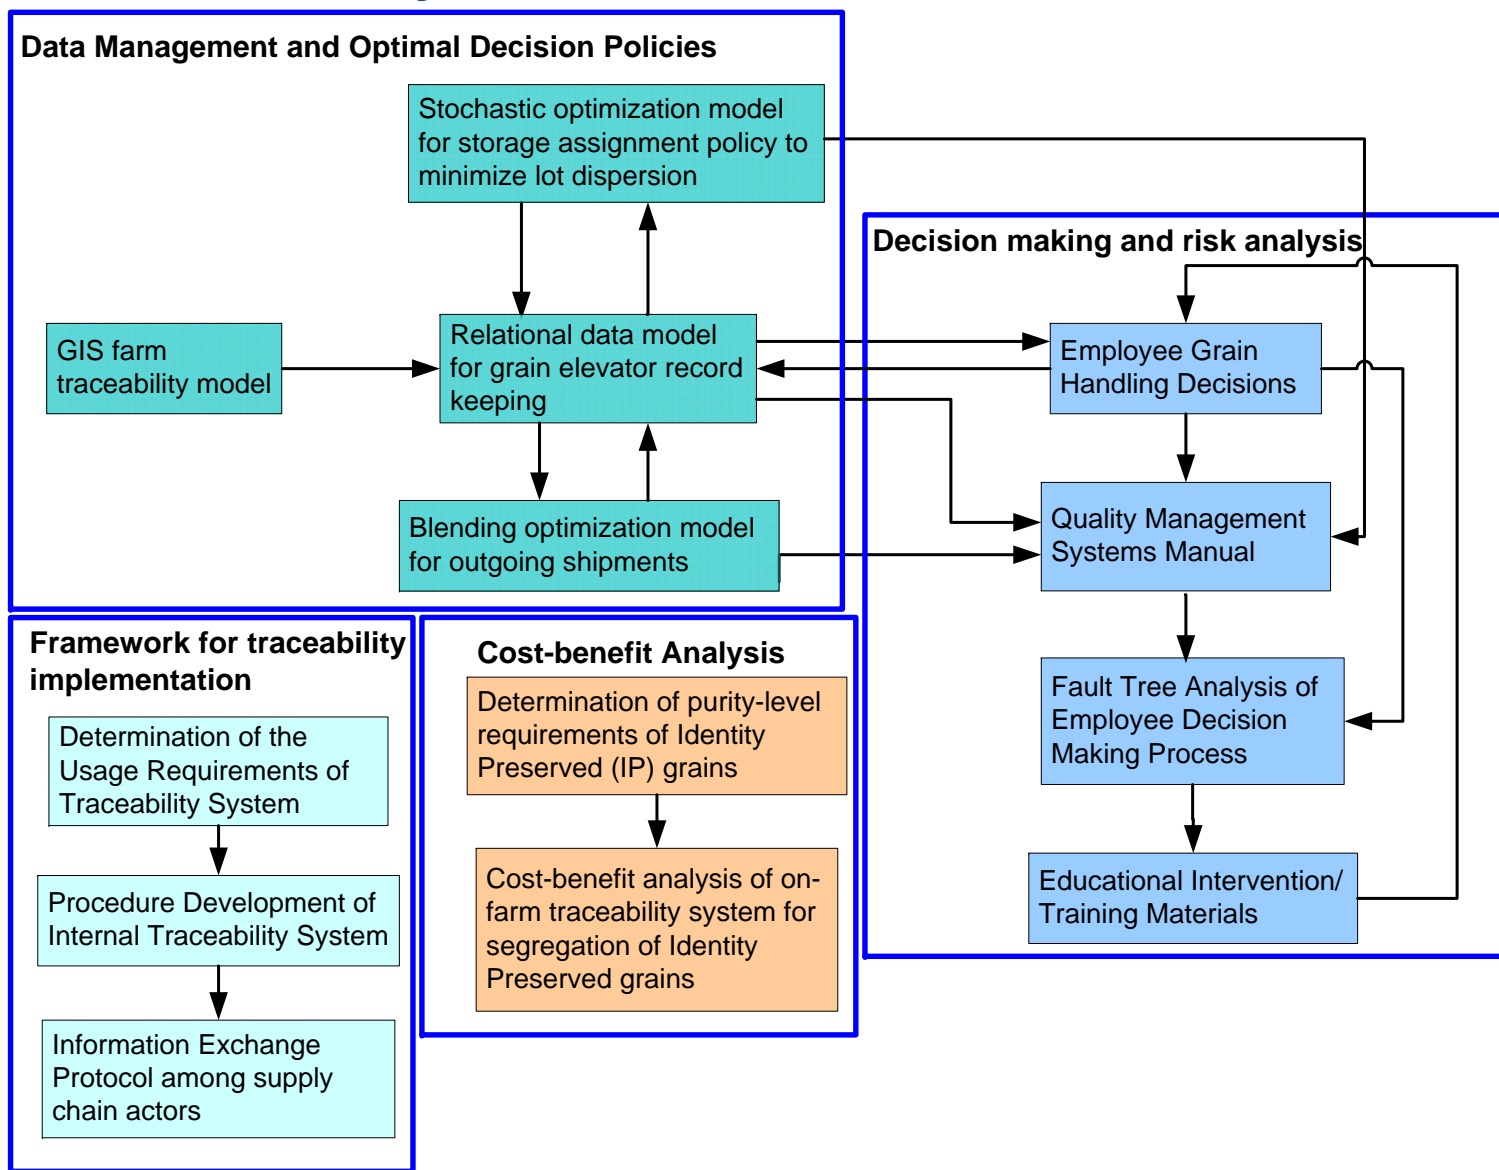 Data Management and Optimal Decision Policies
Stochastic optimization model
for storage assignment policy to
minimize lot dispersion
GIS farm
traceability model
Relational data model
for grain elevator record
keeping
Blending optimization model
for outgoing shipments
Decision making and risk analysis
Employee Grain
Handling Decisions
Quality Management
Systems Manual
Fault Tree Analysis of
Employee Decision
Making Process
Educational Intervention/
Training Materials
Framework for traceability
implementation
Determination of the
Usage Requirements of
Traceability System
Procedure Development of
Internal Traceability System
Information Exchange
Protocol among supply
chain actors
Cost-benefit Analysis
Determination of purity-level
requirements of Identity
Preserved (IP) grains
Cost-benefit analysis of on-
farm traceability system for
segregation of Identity
Preserved grains